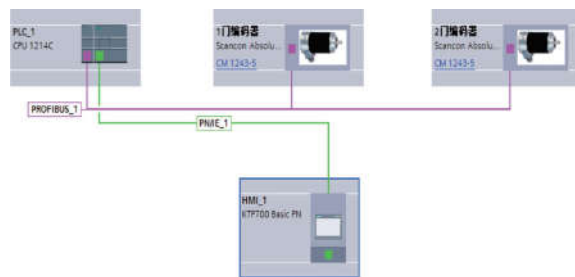 PLC_1
CPU 1214C
1门编码器
Scancon Absolu...
CM 1243-5
2门编码器
Scancon Absolu...
CM 1243-5
PROFIBUS_1
PN/IE_1
HMI_1
KTP700 Basic PN